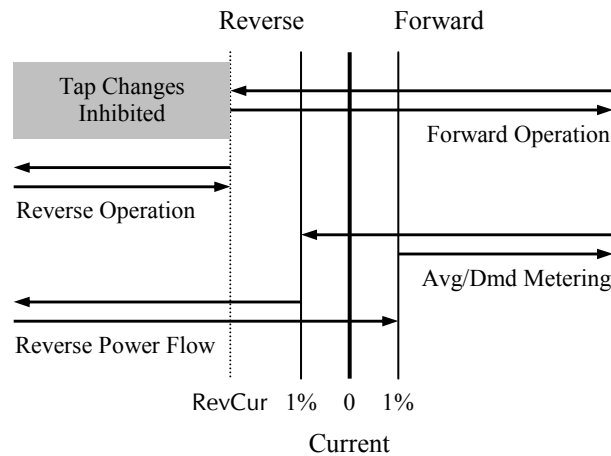 Reverse
Forward
Tap Changes
Inhibited
Forward Operation
Reverse Operation
Avg/Dmd Metering
Reverse Power Flow
RevCur 1% 0 1%
Current